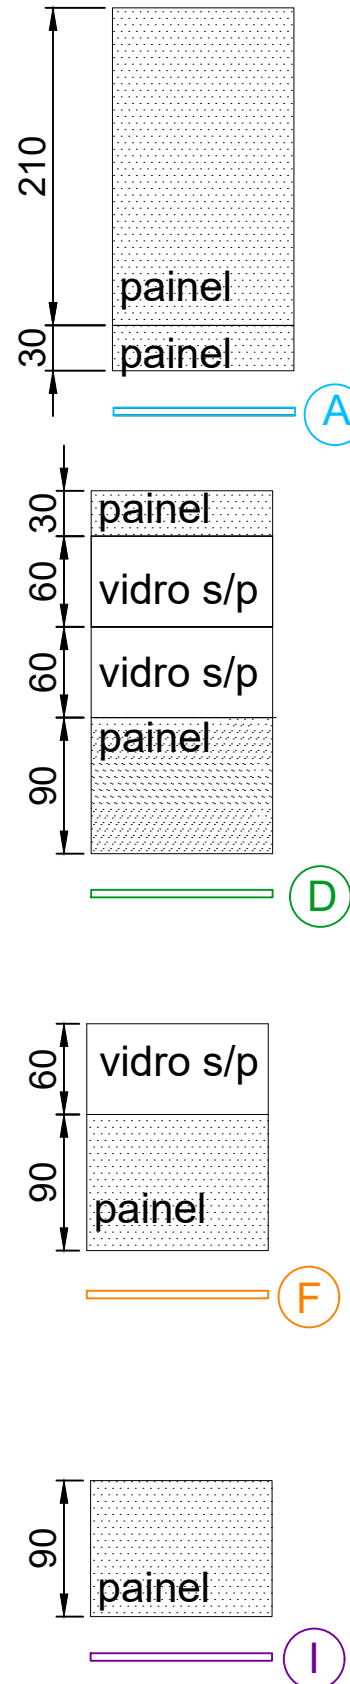 210
painel
30
painel
A
30
painel
60
vidro s/p
60
vidro s/p
painel
90
D
60
vidro s/p
90
painel
F
90
painel
I